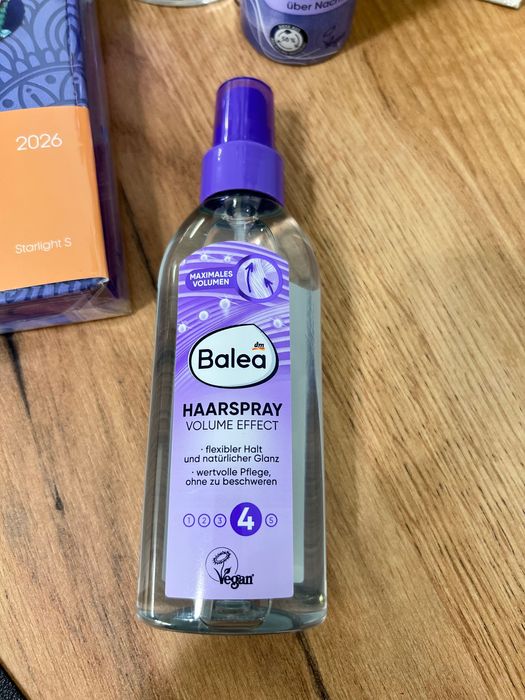 über Nach
2026
Starlight S
MAXIMALES
VOLUMEN
dm
Balea
HAARSPRAY
VOLUME EFFECT
· flexibler Halt
und natürlicher Glanz
· wertvolle Pflege,
ohne zu beschweren
1 2 3 4 5
Vegan